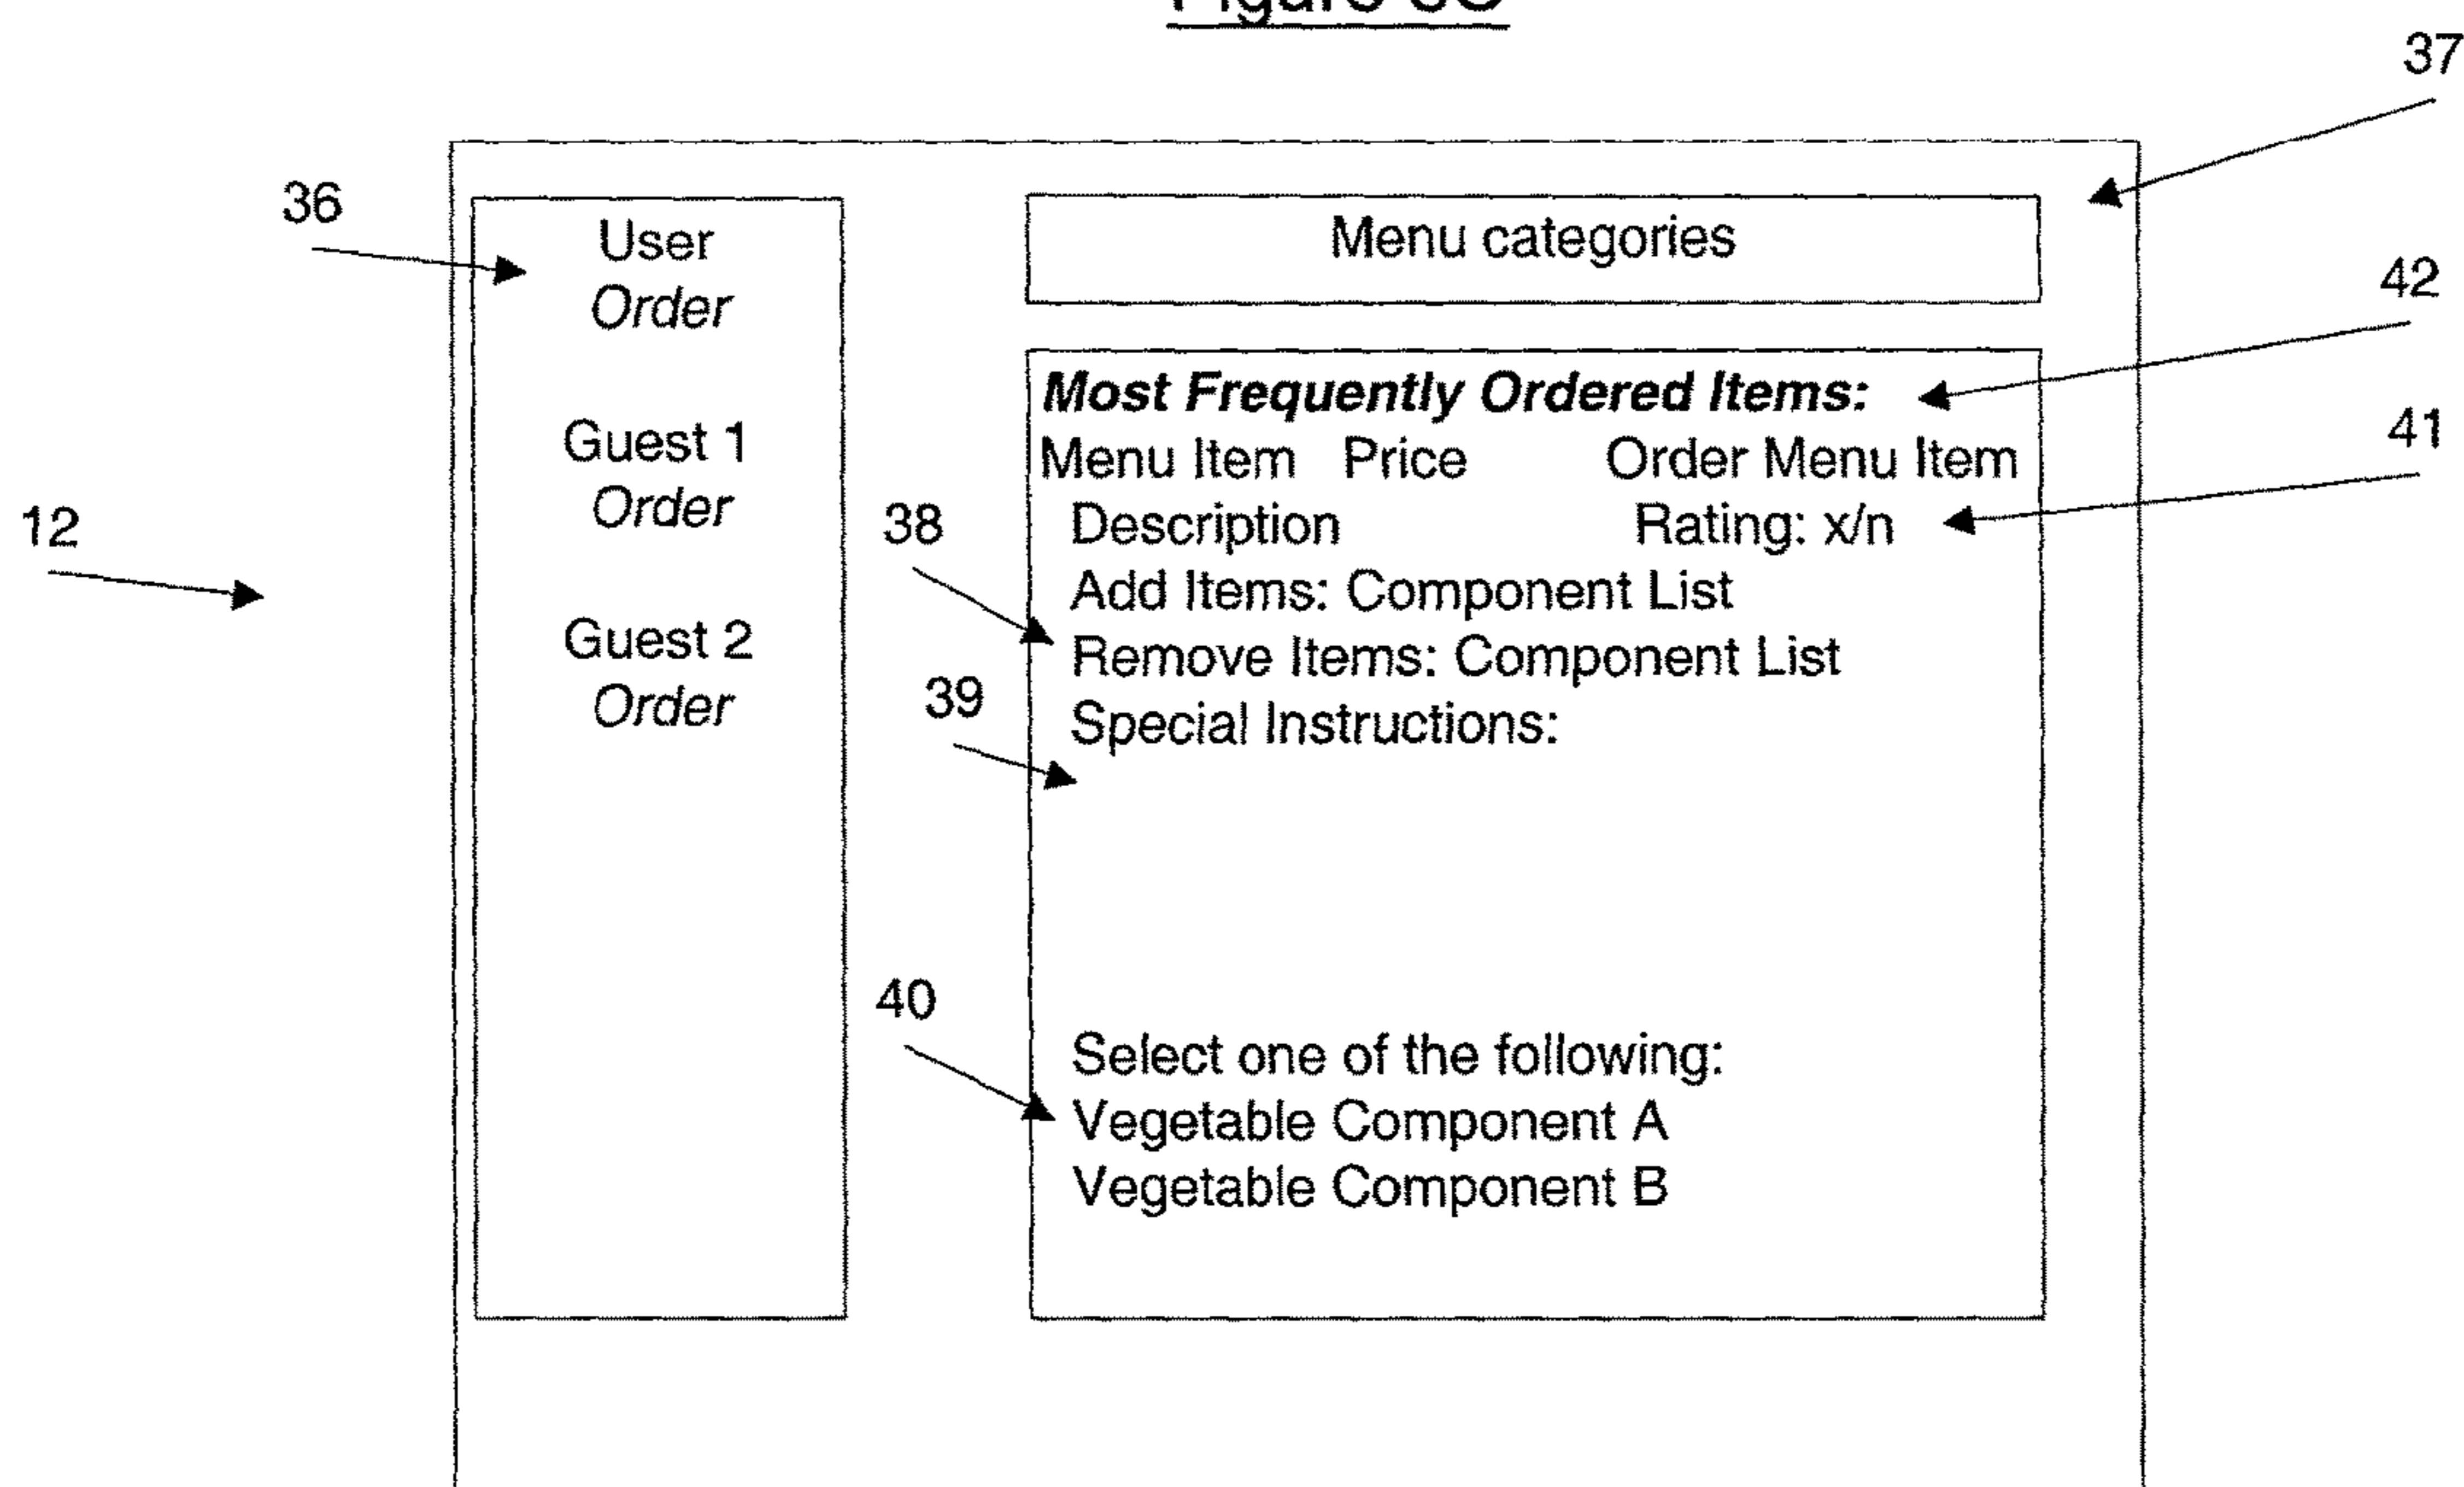 37
36
User
Order
Menu categories
42
Most Frequently Ordered Items:
41
Guest 1
Order
Menu Item Price Order Menu Item
12
38
Description Rating: x/n
Add Items: Component List
Guest 2
Order
Remove Items: Component List
39
Special Instructions:
40
Select one of the following:
Vegetable Component A
Vegetable Component B